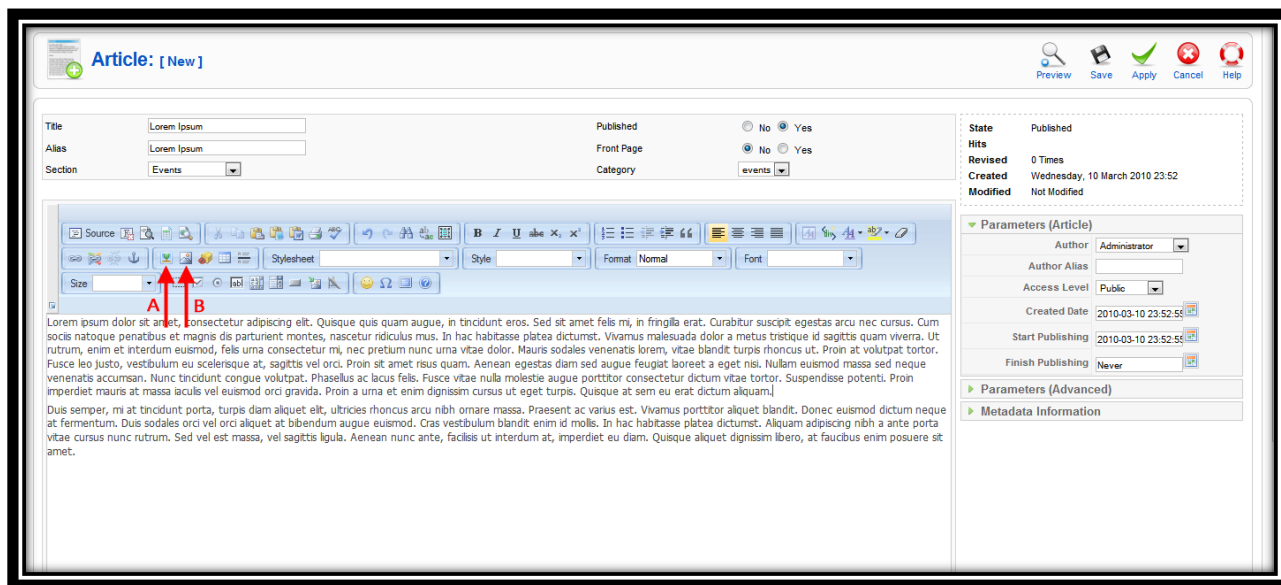 Article: [ New ]
Preview Save Apply Cancel Help
Title Lorem Ipsum Published No Yes
Alias Lorem Ipsum Front Page No Yes
Section Events Category events
State Published
Hits
Revised 0 Times
Created Wednesday, 10 March 2010 23:52
Modified Not Modified
Source B I U abc X, x'
Stylesheet Style Format Normal Font
Size
A B
Lorem ipsum dolor sit amet, consectetur adipiscing elit. Quisque quis quam augue, in tincidunt eros. Sed sit amet felis mi, in fringilla erat. Curabitur suscipit egestas arcu nec cursus. Cum
sociis natoque penatibus et magnis dis parturient montes, nascetur ridiculus mus. In hac habitasse platea dictumst. Vivamus malesuada dolor a metus tristique id sagittis quam viverra. Ut
rutrum, enim et interdum euismod, felis urna consectetur mi, nec pretium nunc urna vitae dolor. Mauris sodales venenatis lorem, vitae blandit turpis rhoncus ut. Proin at volutpat tortor.
Fusce leo justo, vestibulum eu scelerisque at, sagittis vel orci. Proin sit amet risus quam. Aenean egestas diam sed augue feugiat laoreet a eget nisi. Nullam euismod massa sed neque
venenatis accumsan. Nunc tincidunt congue volutpat. Phasellus ac lacus felis. Fusce vitae nulla molestie augue porttitor consectetur dictum vitae tortor. Suspendisse potenti. Proin
imperdiet mauris at massa iaculis vel euismod orci gravida. Proin a urna et enim dignissim cursus ut eget turpis. Quisque at sem eu erat dictum aliquam.
Duis semper, mi at tincidunt porta, turpis diam aliquet elit, ultricies rhoncus arcu nibh ornare massa. Praesent ac varius est. Vivamus porttitor aliquet blandit. Donec euismod dictum neque
at fermentum. Duis sodales orci vel orci aliquet at bibendum augue euismod. Cras vestibulum blandit enim id mollis. In hac habitasse platea dictumst. Aliquam adipiscing nibh a ante porta
vitae cursus nunc rutrum. Sed vel est massa, vel sagittis ligula. Aenean nunc ante, facilisis ut interdum at, imperdiet eu diam. Quisque aliquet dignissim libero, at faucibus enim posuere sit
amet.
Parameters (Article)
Author Administrator
Author Alias
Access Level Public
Created Date 2010-03-10 23:52:55
Start Publishing 2010-03-10 23:52:55
Finish Publishing Never
Parameters (Advanced)
Metadata Information